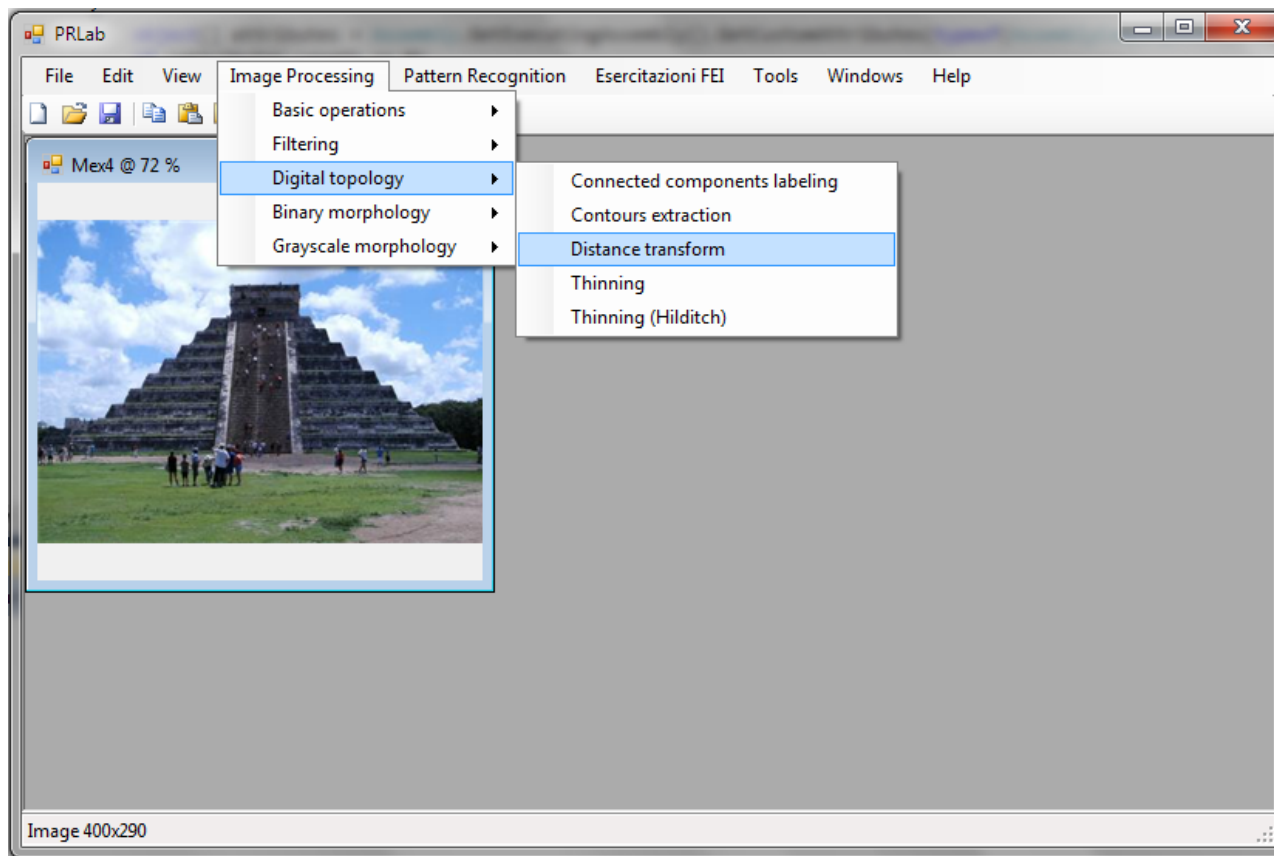 PRLab
File Edit View Image Processing Pattern Recognition Esercitazioni FEI Tools Windows Help
Basic operations
Filtering
Mex4 @ 72 %
Digital topology
Connected components labeling
Binary morphology
Contours extraction
Grayscale morphology
Distance transform
Thinning
Thinning (Hilditch)
Image 400x290